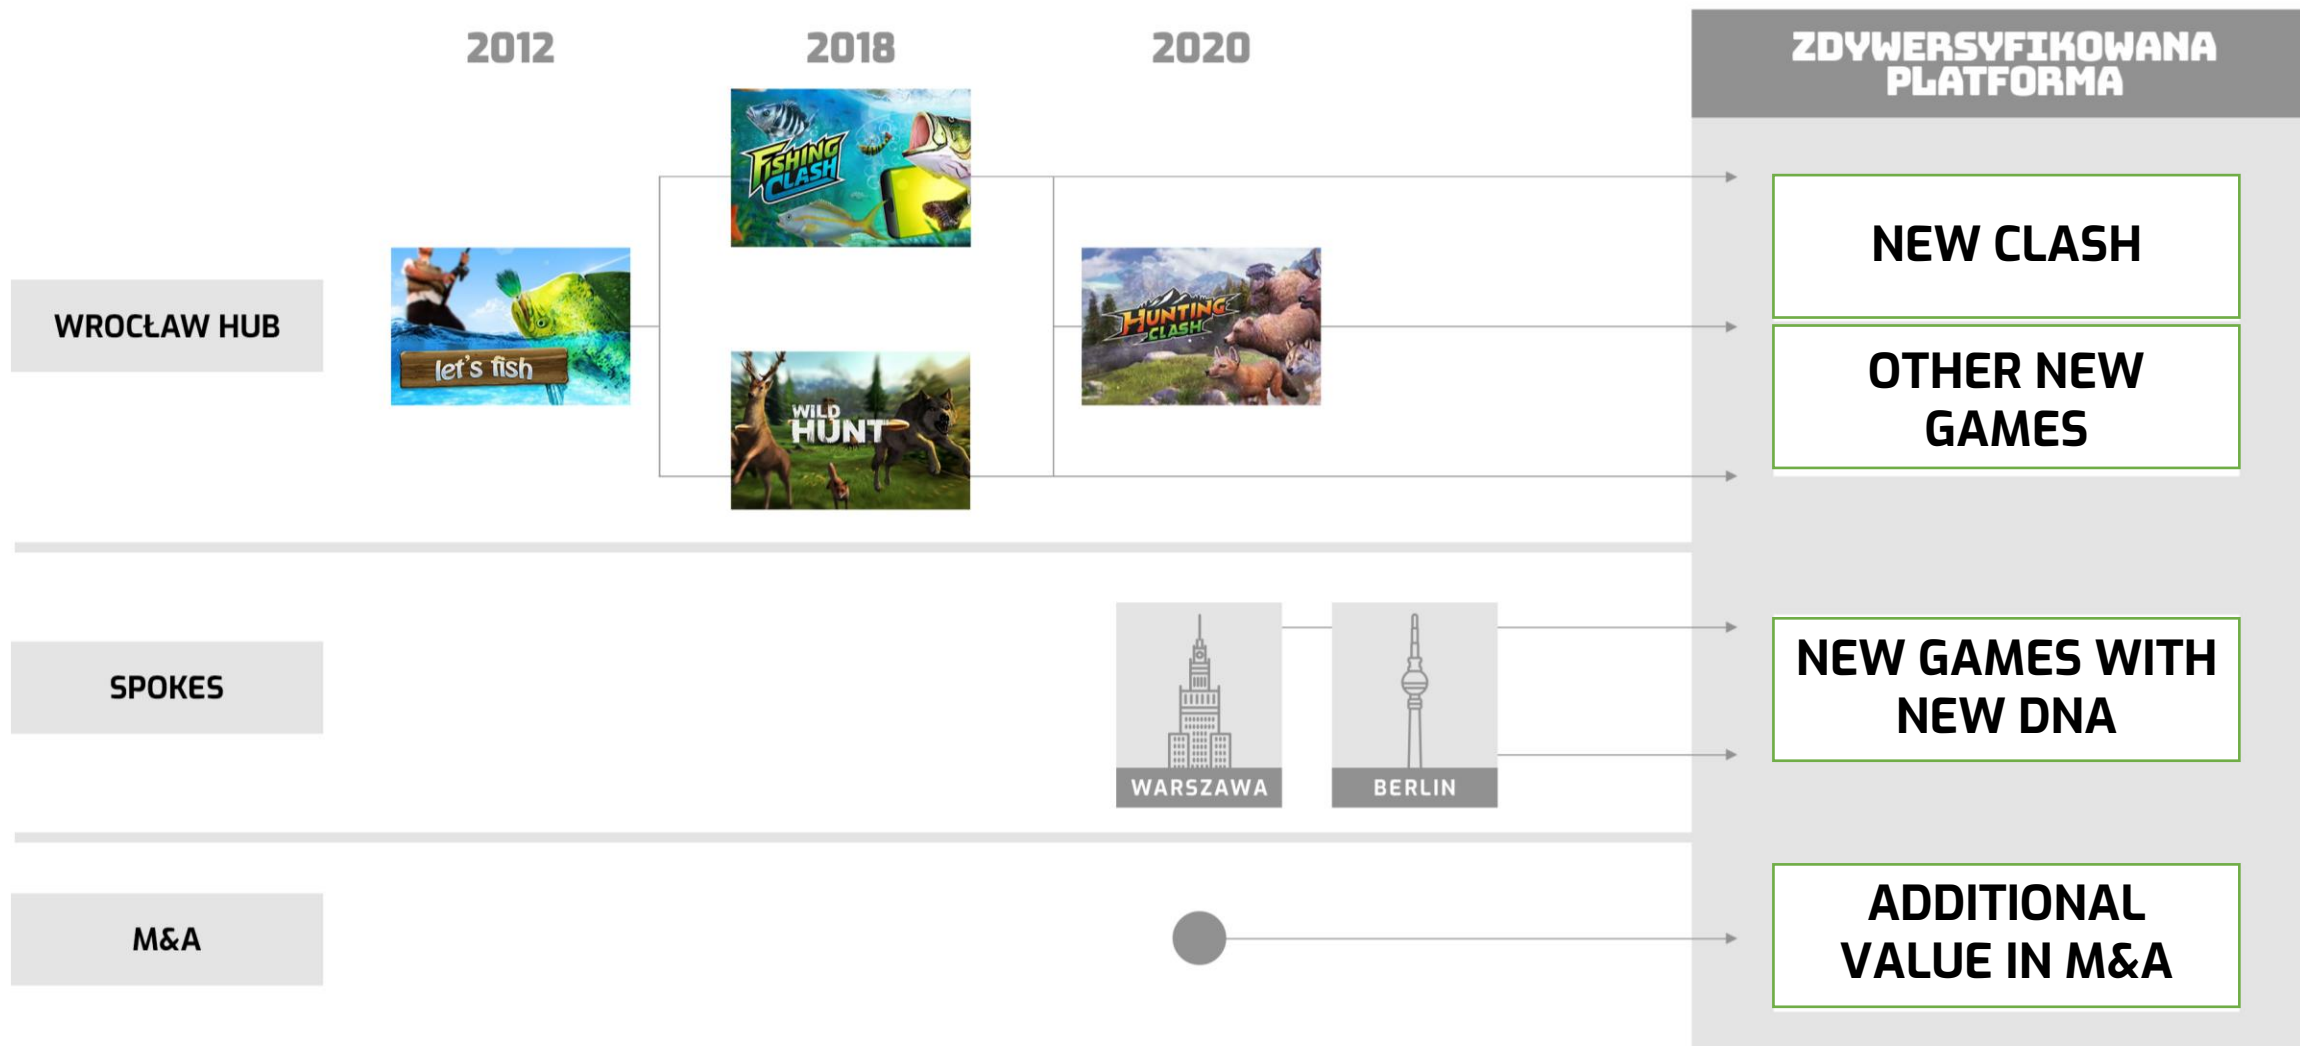 2012
2018
2020
ZDYWERSYFIKOWANA
PLATFORMA
WROCŁAW HUB
let's fish
FISHING
CLASH
WILD
HUNT
HUNTING
CLASH
NEW CLASH
OTHER NEW
GAMES
SPOKES
WARSZAWA
BERLIN
NEW GAMES WITH
NEW DNA
M&A
ADDITIONAL
VALUE IN M&A